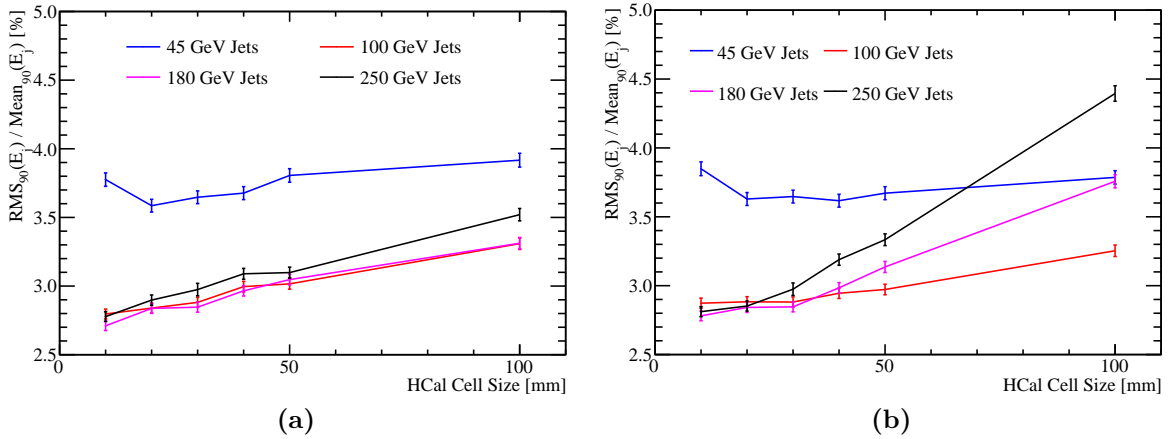 RMS90(Ej) / Mean90(Ej) [%]
5.0
4.5
4.0
3.5
3.0
2.5
45 GeV Jets
100 GeV Jets
180 GeV Jets
250 GeV Jets
0
50
100
HCal Cell Size [mm]
(a)
RMS90(Ej) / Mean90(Ej) [%]
5.0
4.5
4.0
3.5
3.0
2.5
45 GeV Jets
100 GeV Jets
180 GeV Jets
250 GeV Jets
0
50
100
HCal Cell Size [mm]
(b)